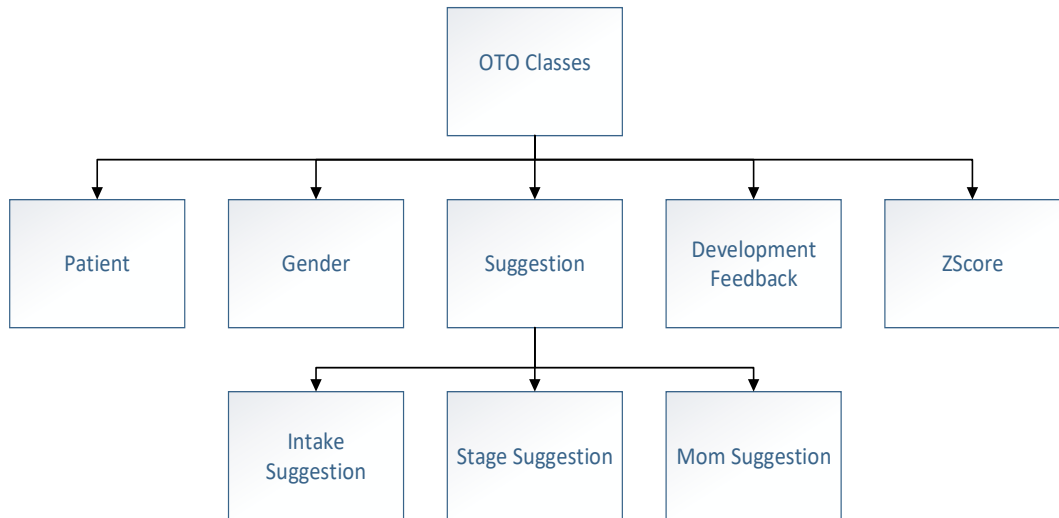 OTO Classes
Patient
Gender
Suggestion
Development
Feedback
ZScore
Intake
Suggestion
Stage Suggestion
Mom Suggestion